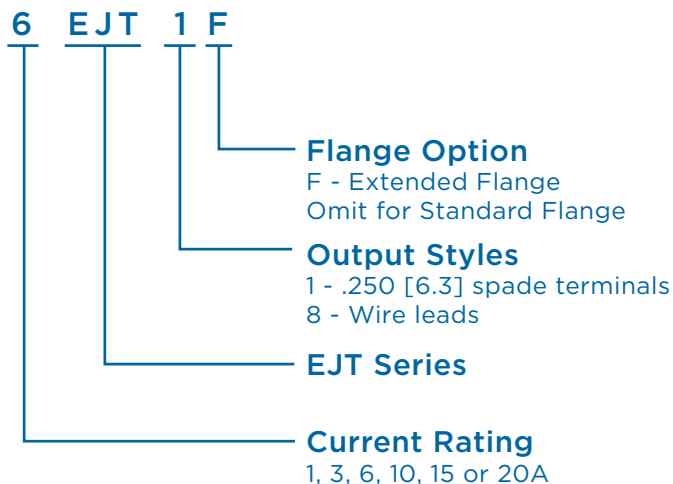 6 EJT 1 F
Flange Option
F - Extended Flange
Omit for Standard Flange
Output Styles
1 - .250 [6.3] spade terminals
8 - Wire leads
EJT Series
Current Rating
1, 3, 6, 10, 15 or 20A